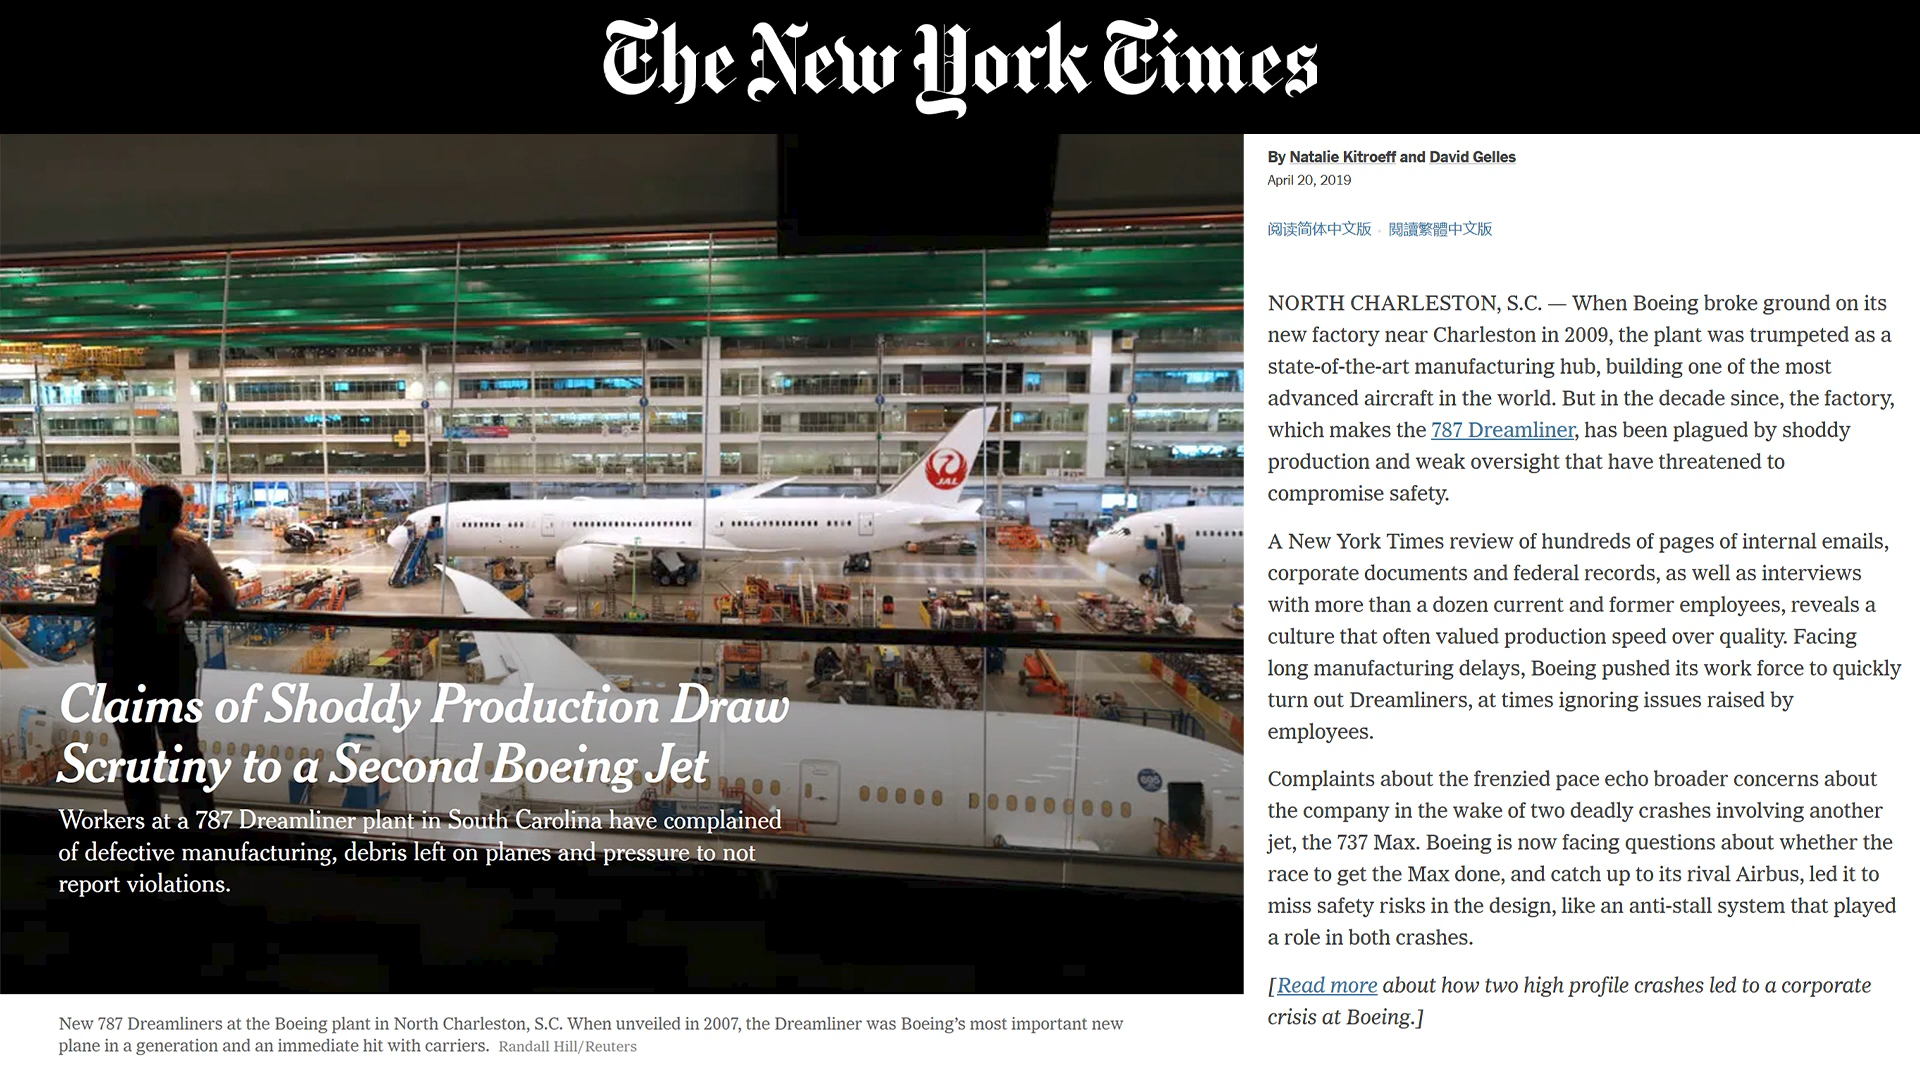 The New York Times
By Natalie Kitroeff and David Gelles
April 20, 2019
阅读简体中文版 · 閱讀繁體中文版
NORTH CHARLESTON, S.C. — When Boeing broke ground on its
new factory near Charleston in 2009, the plant was trumpeted as a
state-of-the-art manufacturing hub, building one of the most
advanced aircraft in the world. But in the decade since, the factory,
which makes the 787 Dreamliner, has been plagued by shoddy
production and weak oversight that have threatened to
compromise safety.
A New York Times review of hundreds of pages of internal emails,
corporate documents and federal records, as well as interviews
with more than a dozen current and former employees, reveals a
culture that often valued production speed over quality. Facing
long manufacturing delays, Boeing pushed its work force to quickly
turn out Dreamliners, at times ignoring issues raised by
employees.
Complaints about the frenzied pace echo broader concerns about
the company in the wake of two deadly crashes involving another
jet, the 737 Max. Boeing is now facing questions about whether the
race to get the Max done, and catch up to its rival Airbus, led it to
miss safety risks in the design, like an anti-stall system that played
a role in both crashes.
[Read more about how two high profile crashes led to a corporate
crisis at Boeing.]
JAL
Claims of Shoddy Production Draw
Scrutiny to a Second Boeing Jet
Workers at a 787 Dreamliner plant in South Carolina have complained
of defective manufacturing, debris left on planes and pressure to not
report violations.
New 787 Dreamliners at the Boeing plant in North Charleston, S.C. When unveiled in 2007, the Dreamliner was Boeing's most important new
plane in a generation and an immediate hit with carriers. Randall Hill/Reuters